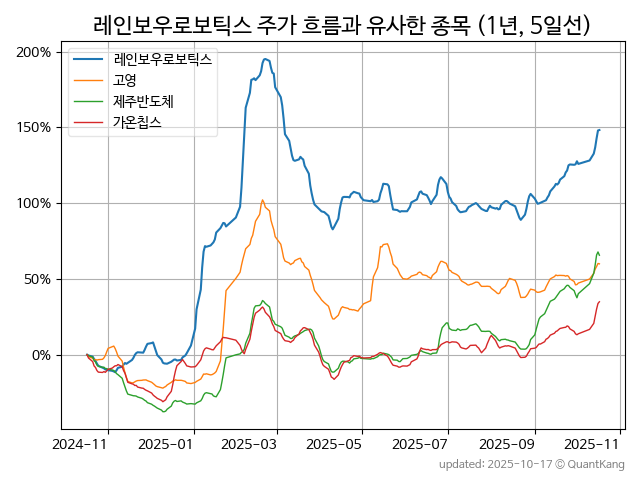 레인보우로보틱스 주가 흐름과 유사한 종목 (1년, 5일선)
200%
150%
100%
50%
0%
레인보우로보틱스
고영
제주반도체
가온칩스
2024-11
2025-01
2025-03
2025-05
2025-07
2025-09
2025-11
updated: 2025-10-17 © QuantKang